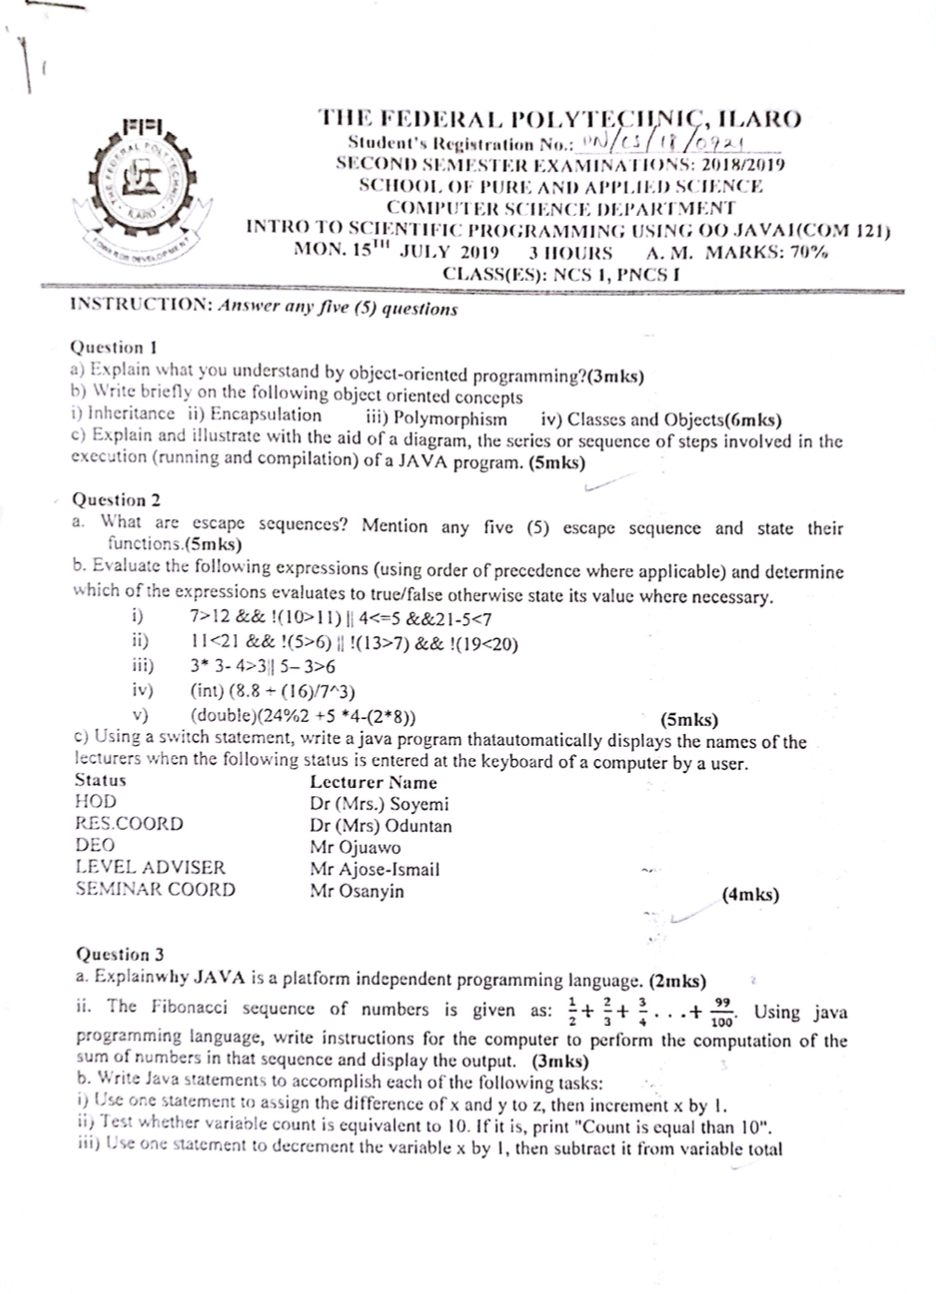 THE FEDERAL POLYTECHNIC, ILARO
Student's Registration No.: PN/CS/18/0921
SECOND SEMESTER EXAMINATIONS: 2018/2019
SCHOOL OF PURE AND APPLIED SCIENCE
COMPUTER SCIENCE DEPARTMENT
INTRO TO SCIENTIFIC PROGRAMMING USING OO JAVA1(COM 121)
MON. 15TH JULY 2019 3 HOURS A. M. MARKS: 70%
CLASS(ES): NCS 1, PNCS I
THE FEDERAL POLYTECHNIC
ILARO
INSTRUCTION: Answer any five (5) questions
Question 1
a) Explain what you understand by object-oriented programming?(3mks)
b) Write briefly on the following object oriented concepts
i) Inheritance ii) Encapsulation iii) Polymorphism iv) Classes and Objects(6mks)
c) Explain and illustrate with the aid of a diagram, the series or sequence of steps involved in the
execution (running and compilation) of a JAVA program. (5mks)
Question 2
a. What are escape sequences? Mention any five (5) escape sequence and state their
functions.(5mks)
b. Evaluate the following expressions (using order of precedence where applicable) and determine
which of the expressions evaluates to true/false otherwise state its value where necessary.
i) 7>12 && !(10>11) || 4<=5 &&21-5<7
ii) 11<21 && !(5>6) || !(13>7) && !(19<20)
iii) 3* 3- 4>3|| 5– 3>6
iv) (int) (8.8 + (16)/7^3)
v) (double)(24%2 +5 *4-(2*8)) (5mks)
c) Using a switch statement, write a java program thatautomatically displays the names of the
lecturers when the following status is entered at the keyboard of a computer by a user.
Status Lecturer Name
HOD Dr (Mrs.) Soyemi
RES.COORD Dr (Mrs) Oduntan
DEO Mr Ojuawo
LEVEL ADVISER Mr Ajose-Ismail
SEMINAR COORD Mr Osanyin (4mks)
Question 3
a. Explainwhy JAVA is a platform independent programming language. (2mks)
ii. The Fibonacci sequence of numbers is given as: 1/2 + 2/3 + 3/4 . . . + 99/100. Using java
programming language, write instructions for the computer to perform the computation of the
sum of numbers in that sequence and display the output. (3mks)
b. Write Java statements to accomplish each of the following tasks:
i) Use one statement to assign the difference of x and y to z, then increment x by 1.
ii) Test whether variable count is equivalent to 10. If it is, print "Count is equal than 10".
iii) Use one statement to decrement the variable x by 1, then subtract it from variable total